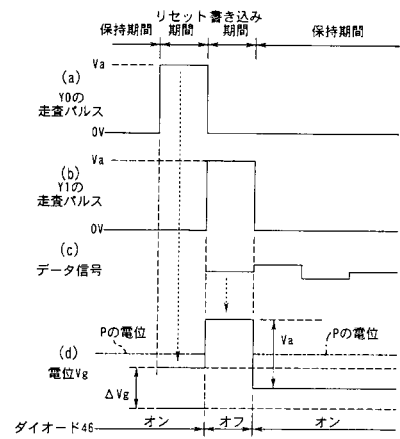 リセット書き込み
保持期間 期間 期間 保持期間
Va
(a)
Y0の
走査パルス
0V
Va
(b)
Y1の
走査パルス
0V
(c)
データ信号
Pの電位
Va
Pの電位
(d)
電位Vg
ΔVg
オン オフ オン
ダイオード46